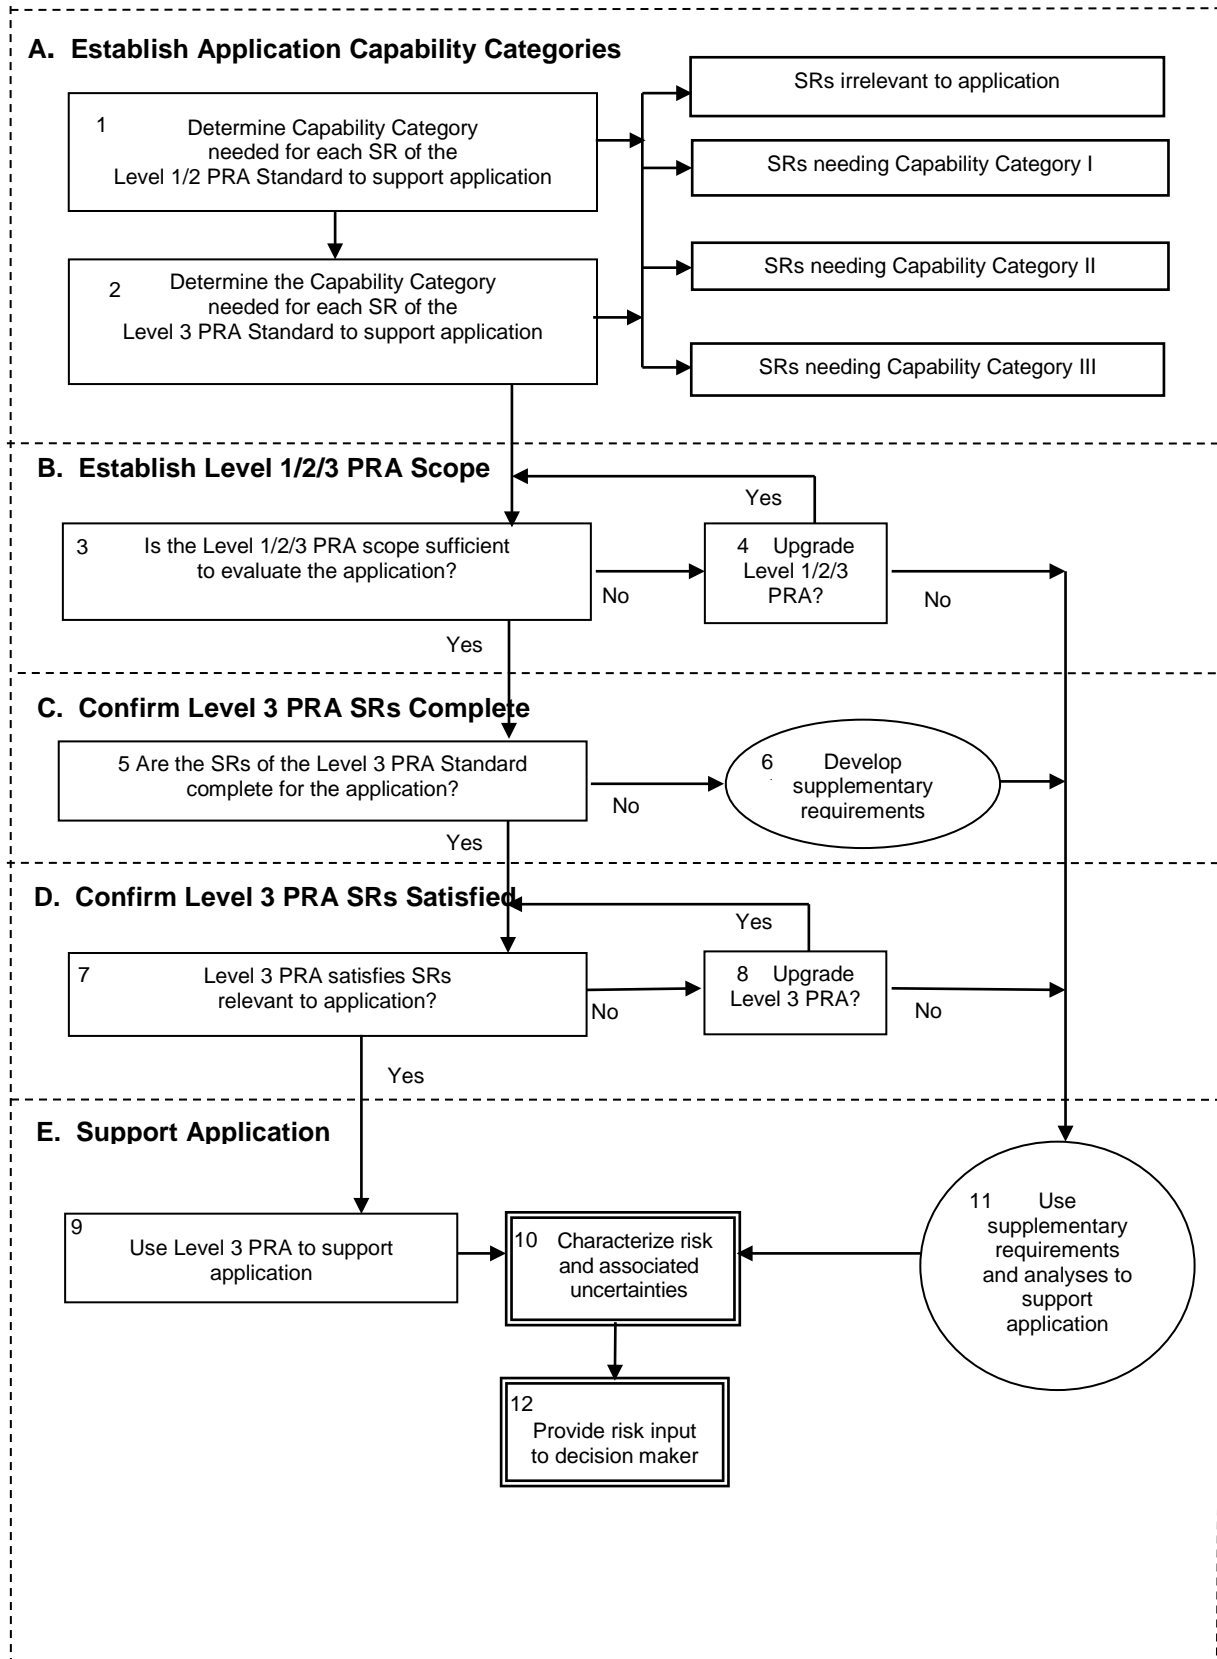 A. Establish Application Capability Categories
1 Determine Capability Category
needed for each SR of the
Level 1/2 PRA Standard to support application
SRs irrelevant to application
SRs needing Capability Category I
2 Determine the Capability Category
needed for each SR of the
Level 3 PRA Standard to support application
SRs needing Capability Category II
SRs needing Capability Category III
B. Establish Level 1/2/3 PRA Scope
Yes
3 Is the Level 1/2/3 PRA scope sufficient
to evaluate the application?
No
4 Upgrade
Level 1/2/3
PRA?
No
Yes
C. Confirm Level 3 PRA SRs Complete
5 Are the SRs of the Level 3 PRA Standard
complete for the application?
No
6 Develop
supplementary
requirements
Yes
D. Confirm Level 3 PRA SRs Satisfied
Yes
7 Level 3 PRA satisfies SRs
relevant to application?
No
8 Upgrade
Level 3 PRA?
No
Yes
E. Support Application
9
Use Level 3 PRA to support
application
10 Characterize risk
and associated
uncertainties
11 Use
supplementary
requirements
and analyses to
support
application
12
Provide risk input
to decision maker